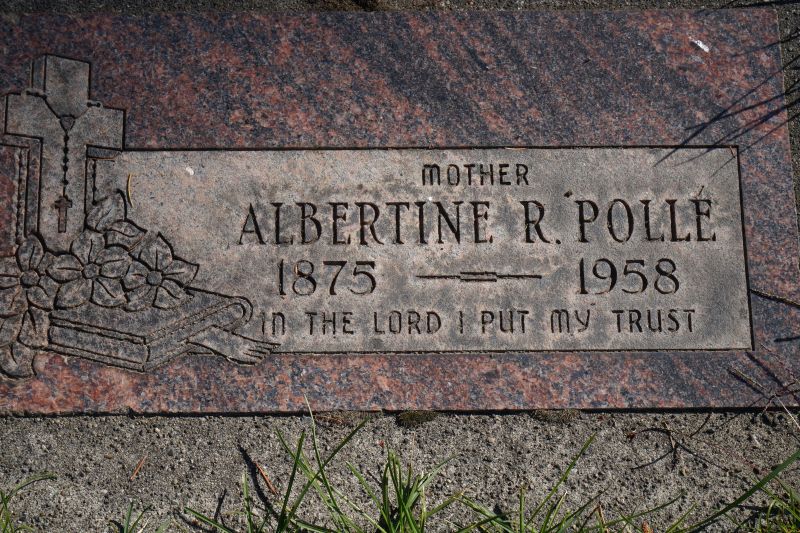 MOTHER
ALBERTINE R. POLLE
1875 — 1958
IN THE LORD I PUT MY TRUST